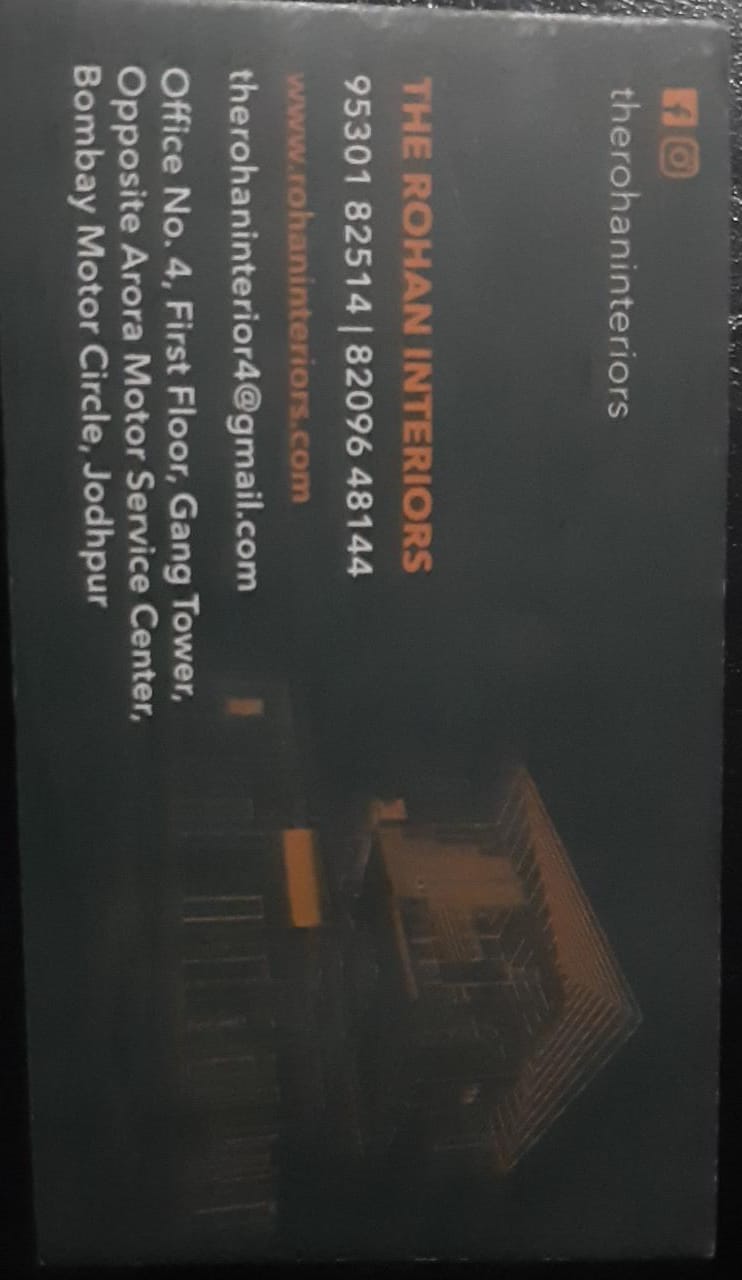 therohaninteriors
THE ROHAN INTERIORS
95301 82514 | 82096 48144
www.rohaninteriors.com
therohaninterior4@gmail.com
Office No. 4, First Floor, Gang Tower,
Opposite Arora Motor Service Center,
Bombay Motor Circle, Jodhpur